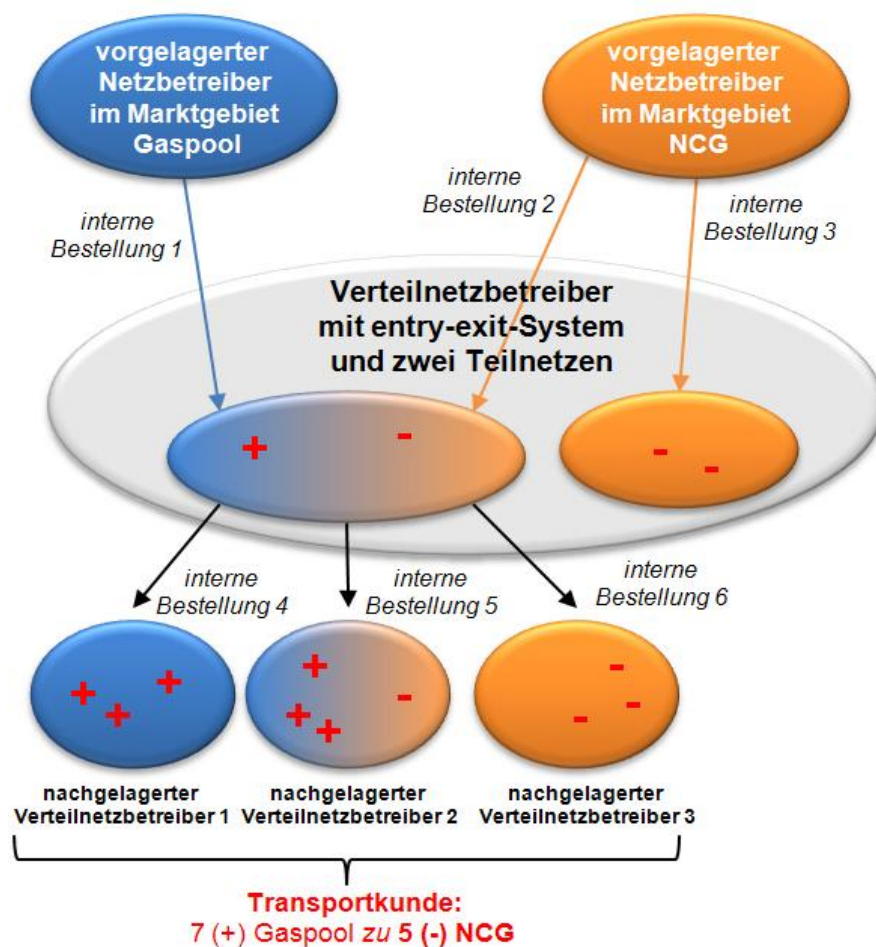 vorgelagerter
Netzbetreiber
im Marktgebiet
Gaspool
vorgelagerter
Netzbetreiber
im Marktgebiet
NCG
interne
Bestellung 1
interne
Bestellung 2
interne
Bestellung 3
Verteilnetzbetreiber
mit entry-exit-System
und zwei Teilnetzen
+
-
-
-
interne
Bestellung 4
interne
Bestellung 5
interne
Bestellung 6
+
+
+
+
+
+
-
-
-
-
nachgelagerter
Verteilnetzbetreiber 1
nachgelagerter
Verteilnetzbetreiber 2
nachgelagerter
Verteilnetzbetreiber 3
Transportkunde:
7 (+) Gaspool zu 5 (-) NCG